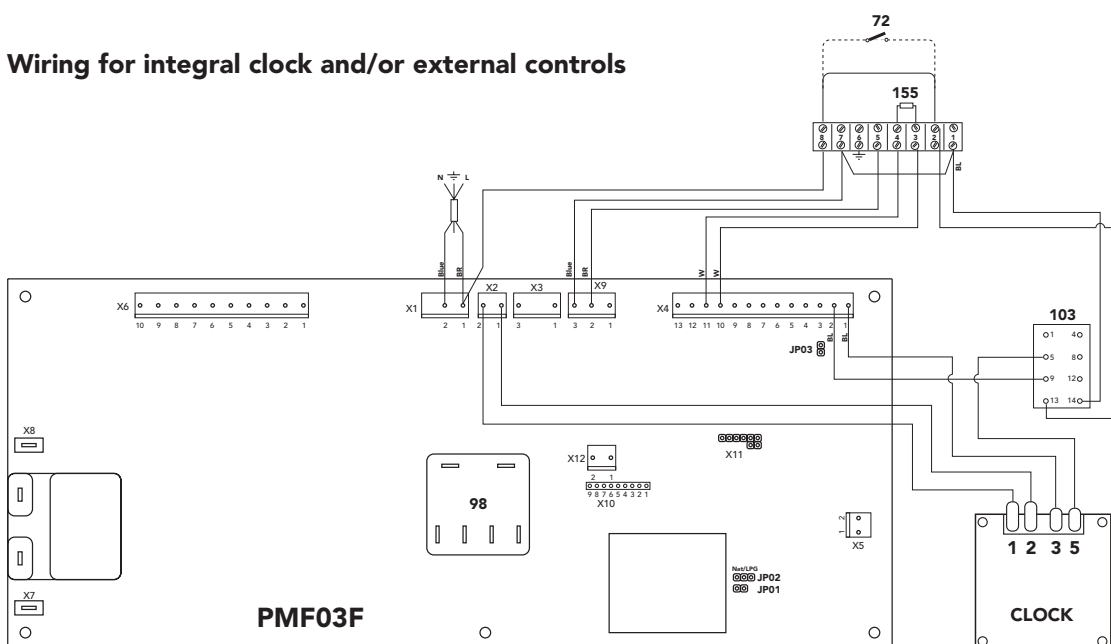 72
Wiring for integral clock and/or external controls
155
8 7 6 5 4 3 2 1
BL
N L
Blue BR
Blue BR
W W
X6
10 9 8 7 6 5 4 3 2 1
X1
2 1
X2
2 1
X3
3 1
X9
3 2 1
X4
13 12 11 10 9 8 7 6 5 4 3 2 1
BL BL
JP03
103
1 4
5 8
9 12
13 14
X8
X12
2 1
X11
9 8 7 6 5 4 3 2 1
X10
98
2
1
X5
1 2 3 5
Nat/LPG
JP02
JP01
X7
PMF03F
CLOCK